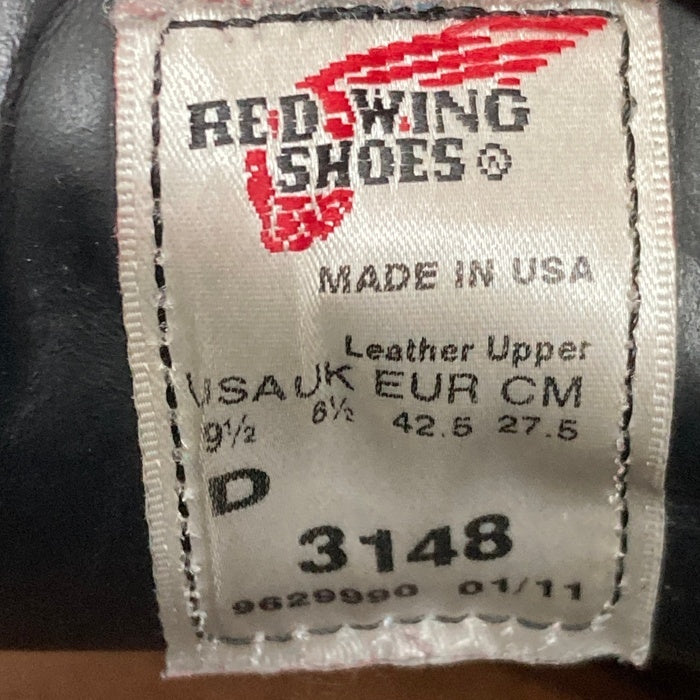 RED WING
SHOES ®
MADE IN USA
Leather Upper
USA UK EUR CM
9½ 8½ 42.5 27.5
D
3148
9629990 01/11